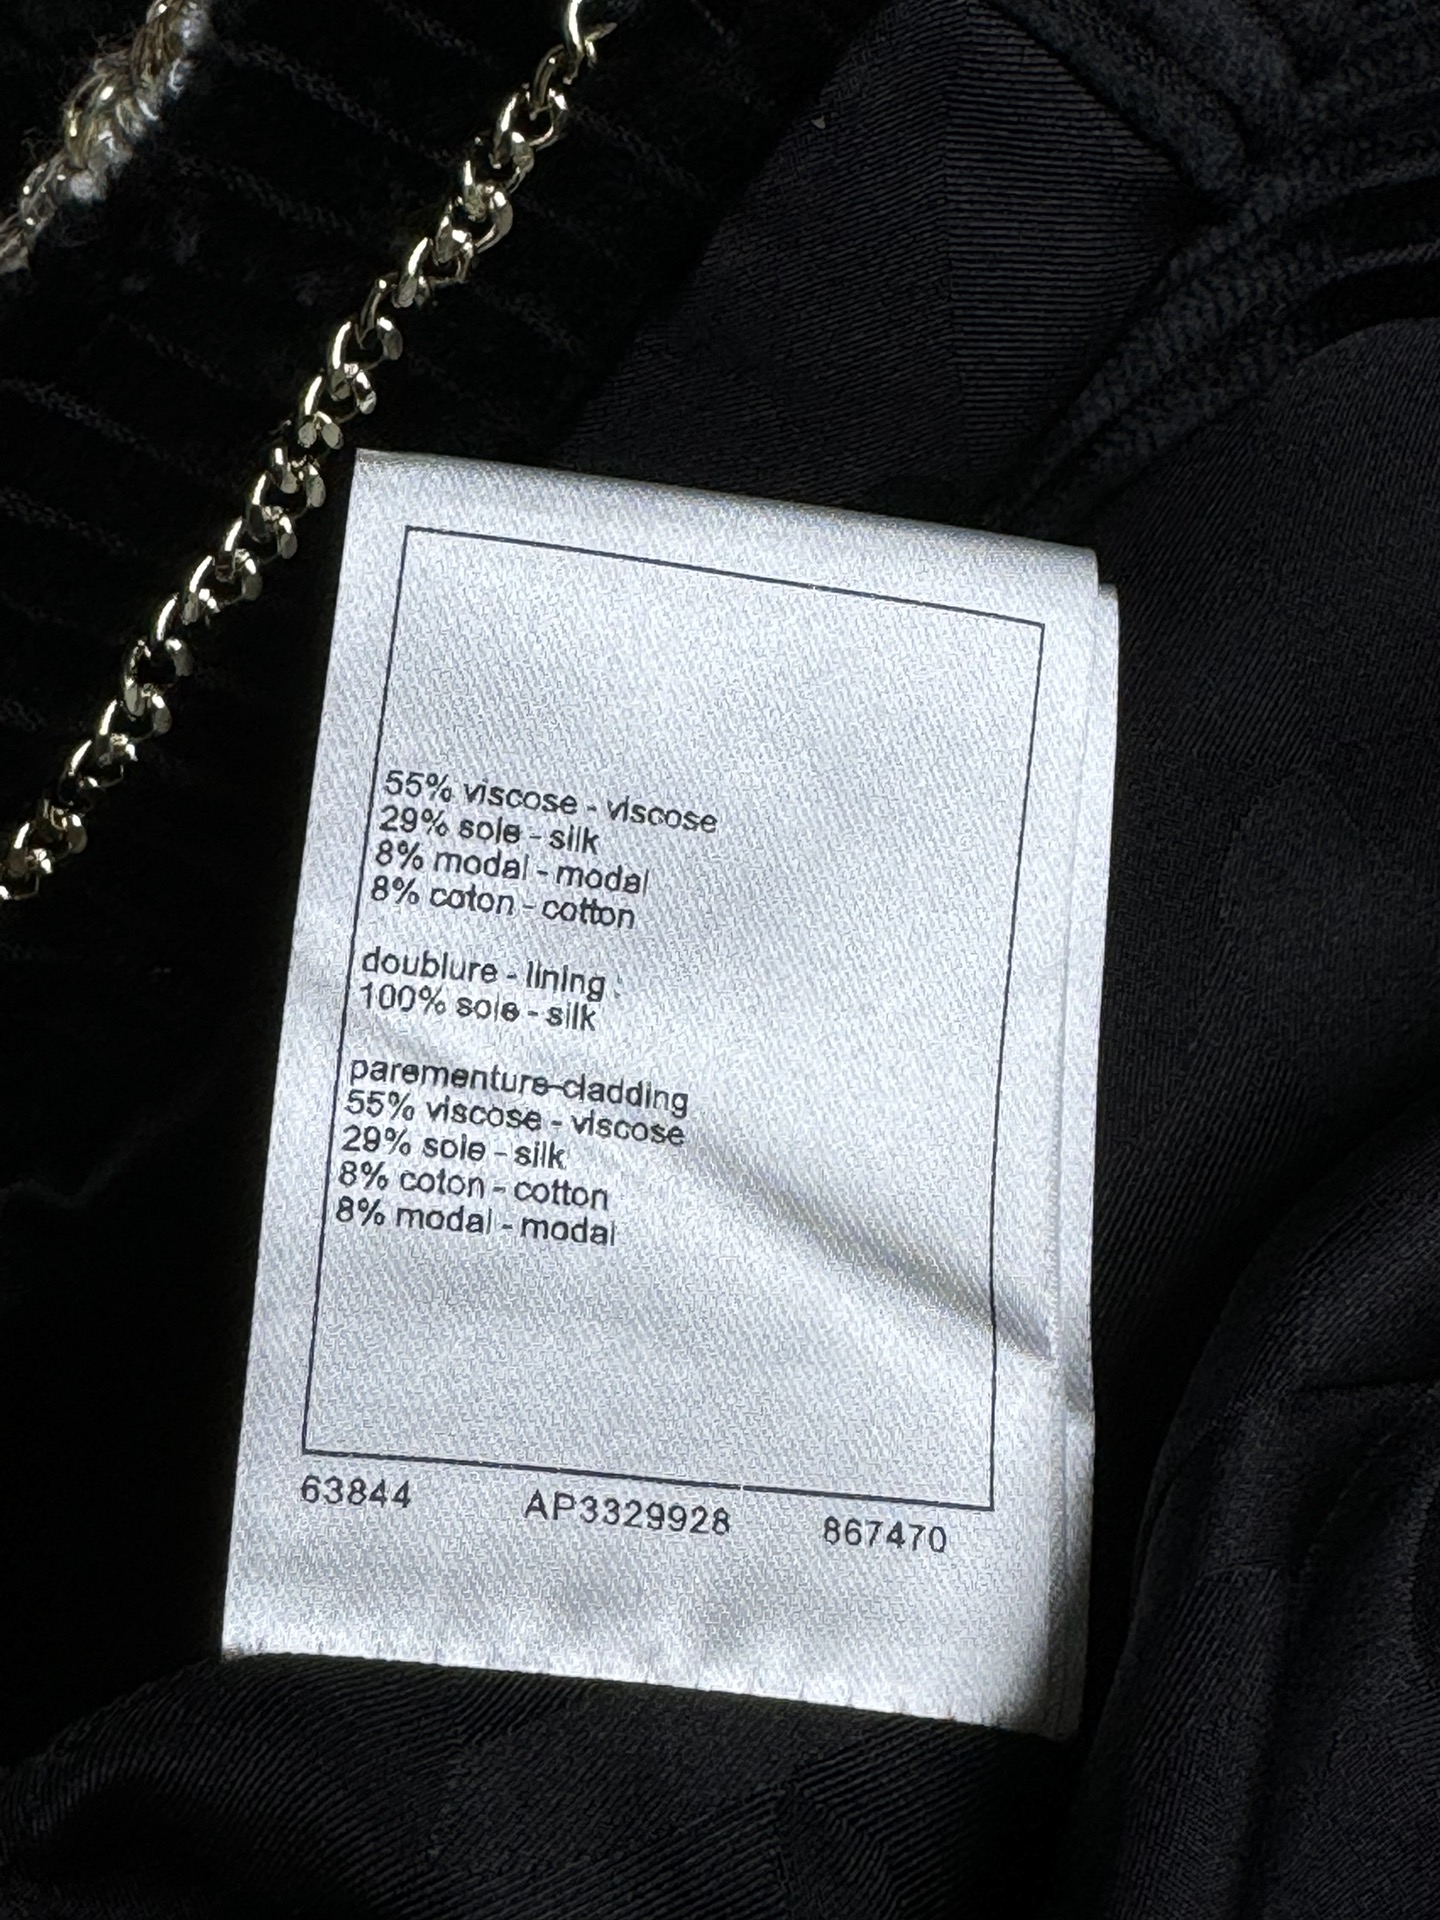 55% viscose - viscose
29% soie - silk
8% modal - modal
8% coton - cotton
doublure - lining :
100% soie - silk
parementure-cladding
55% viscose - viscose
29% soie - silk
8% coton - cotton
8% modal - modal
63844 AP3329928 867470